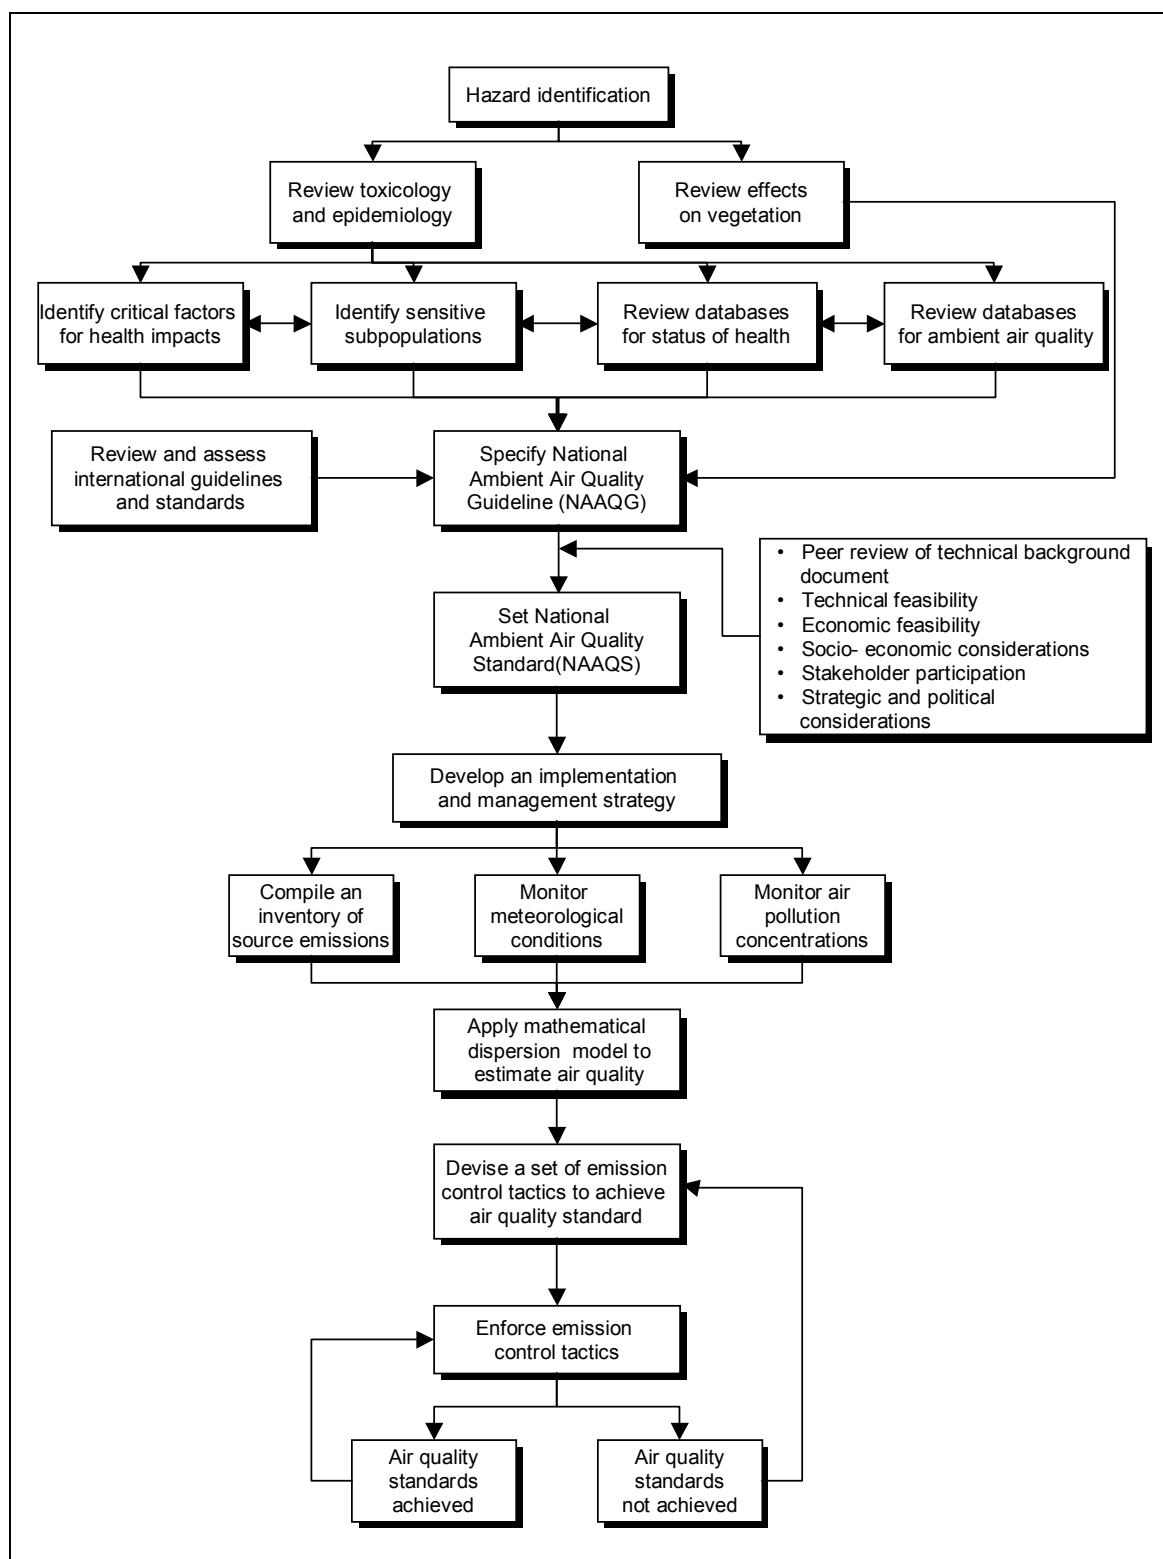 Hazard identification
Review toxicology
and epidemiology
Review effects
on vegetation
Identify critical factors
for health impacts
Identify sensitive
subpopulations
Review databases
for status of health
Review databases
for ambient air quality
Review and assess
international guidelines
and standards
Specify National
Ambient Air Quality
Guideline (NAAQG)
• Peer review of technical background
document
• Technical feasibility
• Economic feasibility
• Socio- economic considerations
• Stakeholder participation
• Strategic and political
considerations
Set National
Ambient Air Quality
Standard(NAAQS)
Develop an implementation
and management strategy
Compile an
inventory of
source emissions
Monitor
meteorological
conditions
Monitor air
pollution
concentrations
Apply mathematical
dispersion model to
estimate air quality
Devise a set of emission
control tactics to achieve
air quality standard
Enforce emission
control tactics
Air quality
standards
achieved
Air quality
standards
not achieved